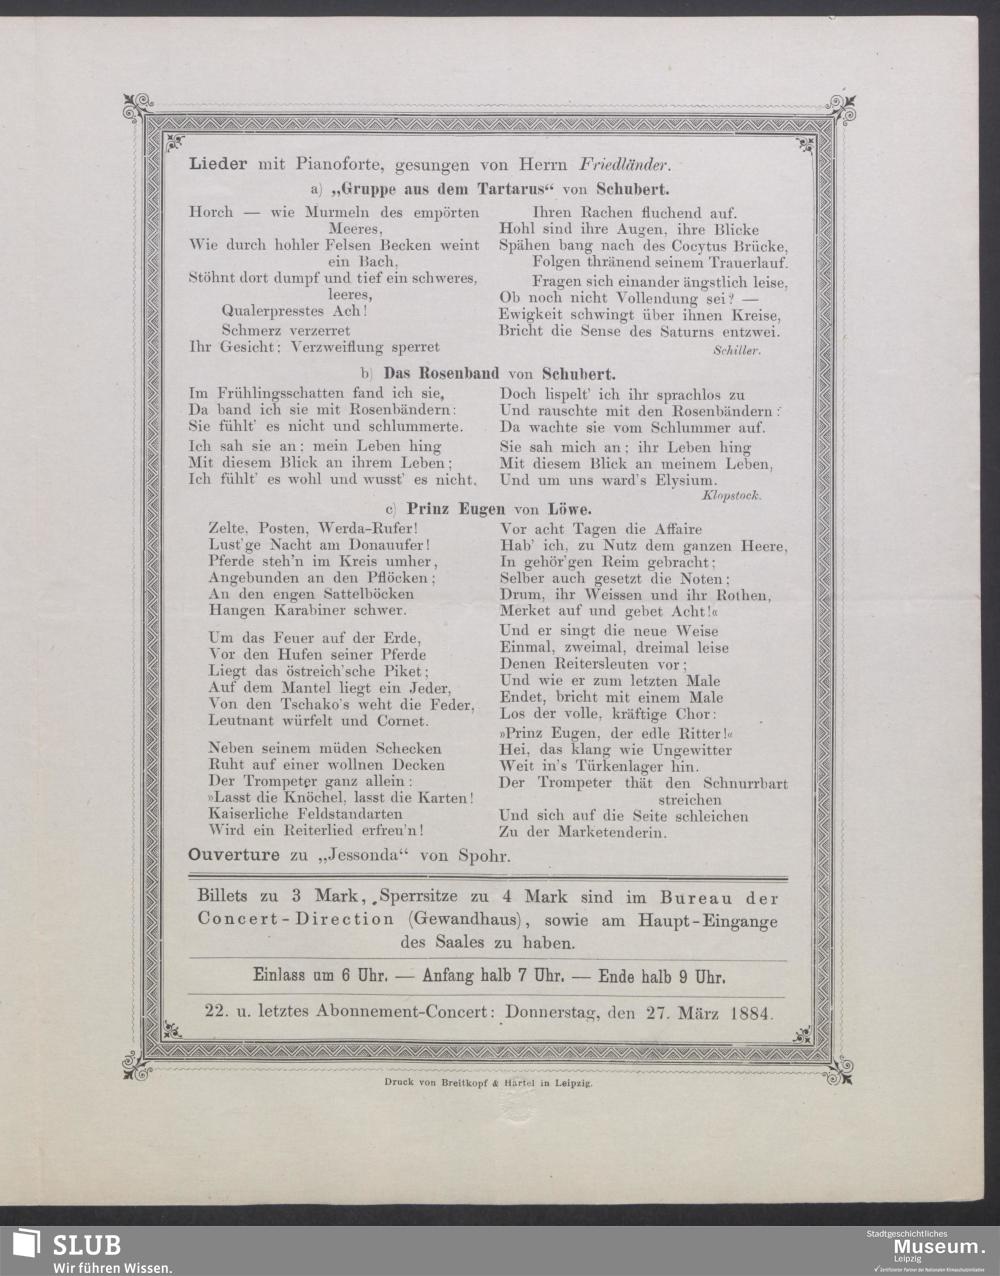 Lieder mit Pianoforte, gesungen von Herrn Friedländer.
a) „Gruppe aus dem Tartarus“ von Schubert.
Horch — wie Murmeln des empörten
Meeres,
Wie durch hohler Felsen Becken weint
ein Bach,
Stöhnt dort dumpf und tief ein schweres,
leeres,
Qualerpresstes Ach!
Schmerz verzerret
Ihr Gesicht: Verzweiflung sperret
Ihren Rachen fluchend auf.
Hohl sind ihre Augen, ihre Blicke
Spähen bang nach des Cocytus Brücke,
Folgen thränend seinem Trauerlauf.
Fragen sich einander ängstlich leise,
Ob noch nicht Vollendung sei? —
Ewigkeit schwingt über ihnen Kreise,
Bricht die Sense des Saturns entzwei.
Schiller.
b) Das Rosenband von Schubert.
Im Frühlingsschatten fand ich sie,
Da band ich sie mit Rosenbändern:
Sie fühlt' es nicht und schlummerte.
Ich sah sie an; mein Leben hing
Mit diesem Blick an ihrem Leben;
Ich fühlt' es wohl und wusst' es nicht.
Doch lispelt' ich ihr sprachlos zu
Und rauschte mit den Rosenbändern:
Da wachte sie vom Schlummer auf.
Sie sah mich an; ihr Leben hing
Mit diesem Blick an meinem Leben,
Und um uns ward's Elysium.
Klopstock.
c) Prinz Eugen von Löwe.
Zelte, Posten, Werda-Rufer!
Lust'ge Nacht am Donauufer!
Pferde steh'n im Kreis umher,
Angebunden an den Pflöcken;
An den engen Sattelböcken
Hangen Karabiner schwer.
Um das Feuer auf der Erde,
Vor den Hufen seiner Pferde
Liegt das östreich'sche Piket;
Auf dem Mantel liegt ein Jeder,
Von den Tschako's weht die Feder,
Leutnant würfelt und Cornet.
Neben seinem müden Schecken
Ruht auf einer wollnen Decken
Der Trompeter ganz allein:
»Lasst die Knöchel, lasst die Karten!
Kaiserliche Feldstandarten
Wird ein Reiterlied erfreu'n!
Vor acht Tagen die Affaire
Hab' ich, zu Nutz dem ganzen Heere,
In gehör'gen Reim gebracht;
Selber auch gesetzt die Noten;
Drum, ihr Weissen und ihr Rothen,
Merket auf und gebet Acht!«
Und er singt die neue Weise
Einmal, zweimal, dreimal leise
Denen Reitersleuten vor;
Und wie er zum letzten Male
Endet, bricht mit einem Male
Los der volle, kräftige Chor:
»Prinz Eugen, der edle Ritter!«
Hei, das klang wie Ungewitter
Weit in's Türkenlager hin.
Der Trompeter thät den Schnurrbart
streichen
Und sich auf die Seite schleichen
Zu der Marketenderin.
Ouverture zu „Jessonda“ von Spohr.
Billets zu 3 Mark, Sperrsitze zu 4 Mark sind im Bureau der
Concert-Direction (Gewandhaus), sowie am Haupt-Eingange
des Saales zu haben.
Einlass um 6 Uhr. — Anfang halb 7 Uhr. — Ende halb 9 Uhr.
22. u. letztes Abonnement-Concert: Donnerstag, den 27. März 1884.
Druck von Breitkopf & Härtel in Leipzig.
SLUB
Wir führen Wissen.
Stadtgeschichtliches
Museum.
Leipzig
Zertifizierter Partner der Nationalen Klimaschutzinitiative